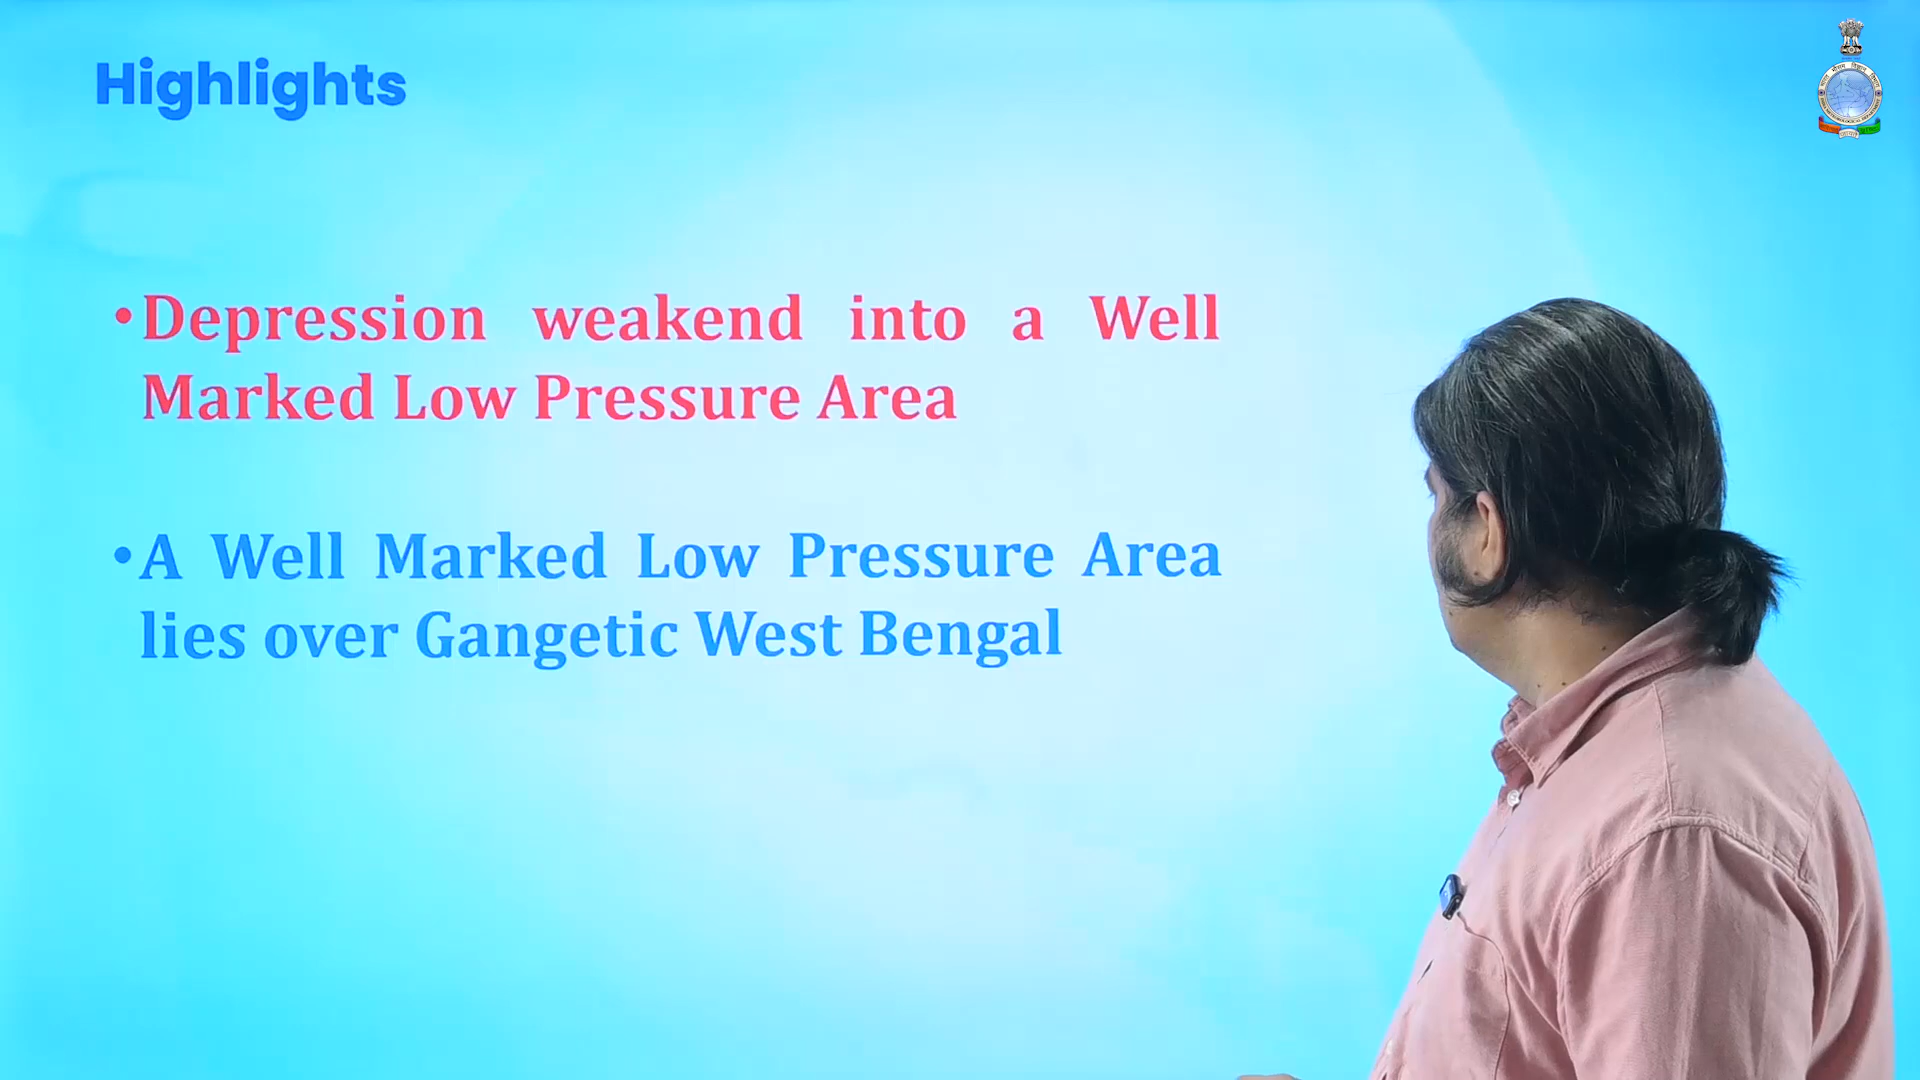 Highlights
•Depression weakend into a Well
Marked Low Pressure Area
•A Well Marked Low Pressure Area
lies over Gangetic West Bengal